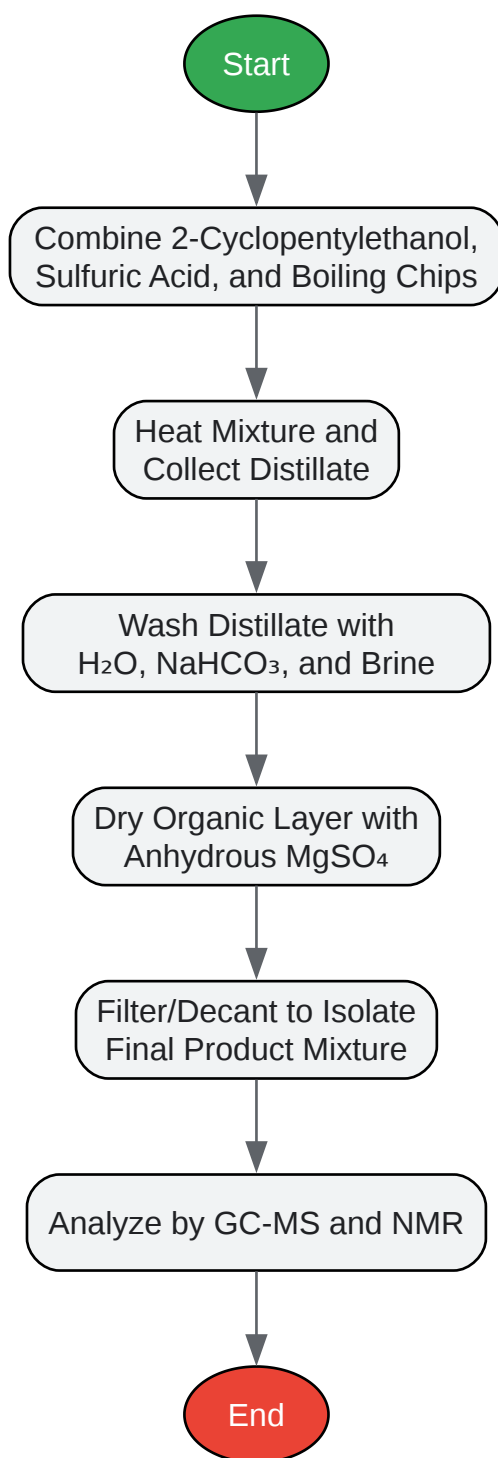 Start
Combine 2-Cyclopentylethanol,
Sulfuric Acid, and Boiling Chips
Heat Mixture and
Collect Distillate
Wash Distillate with
H₂O, NaHCO₃, and Brine
Dry Organic Layer with
Anhydrous MgSO₄
Filter/Decant to Isolate
Final Product Mixture
Analyze by GC-MS and NMR
End